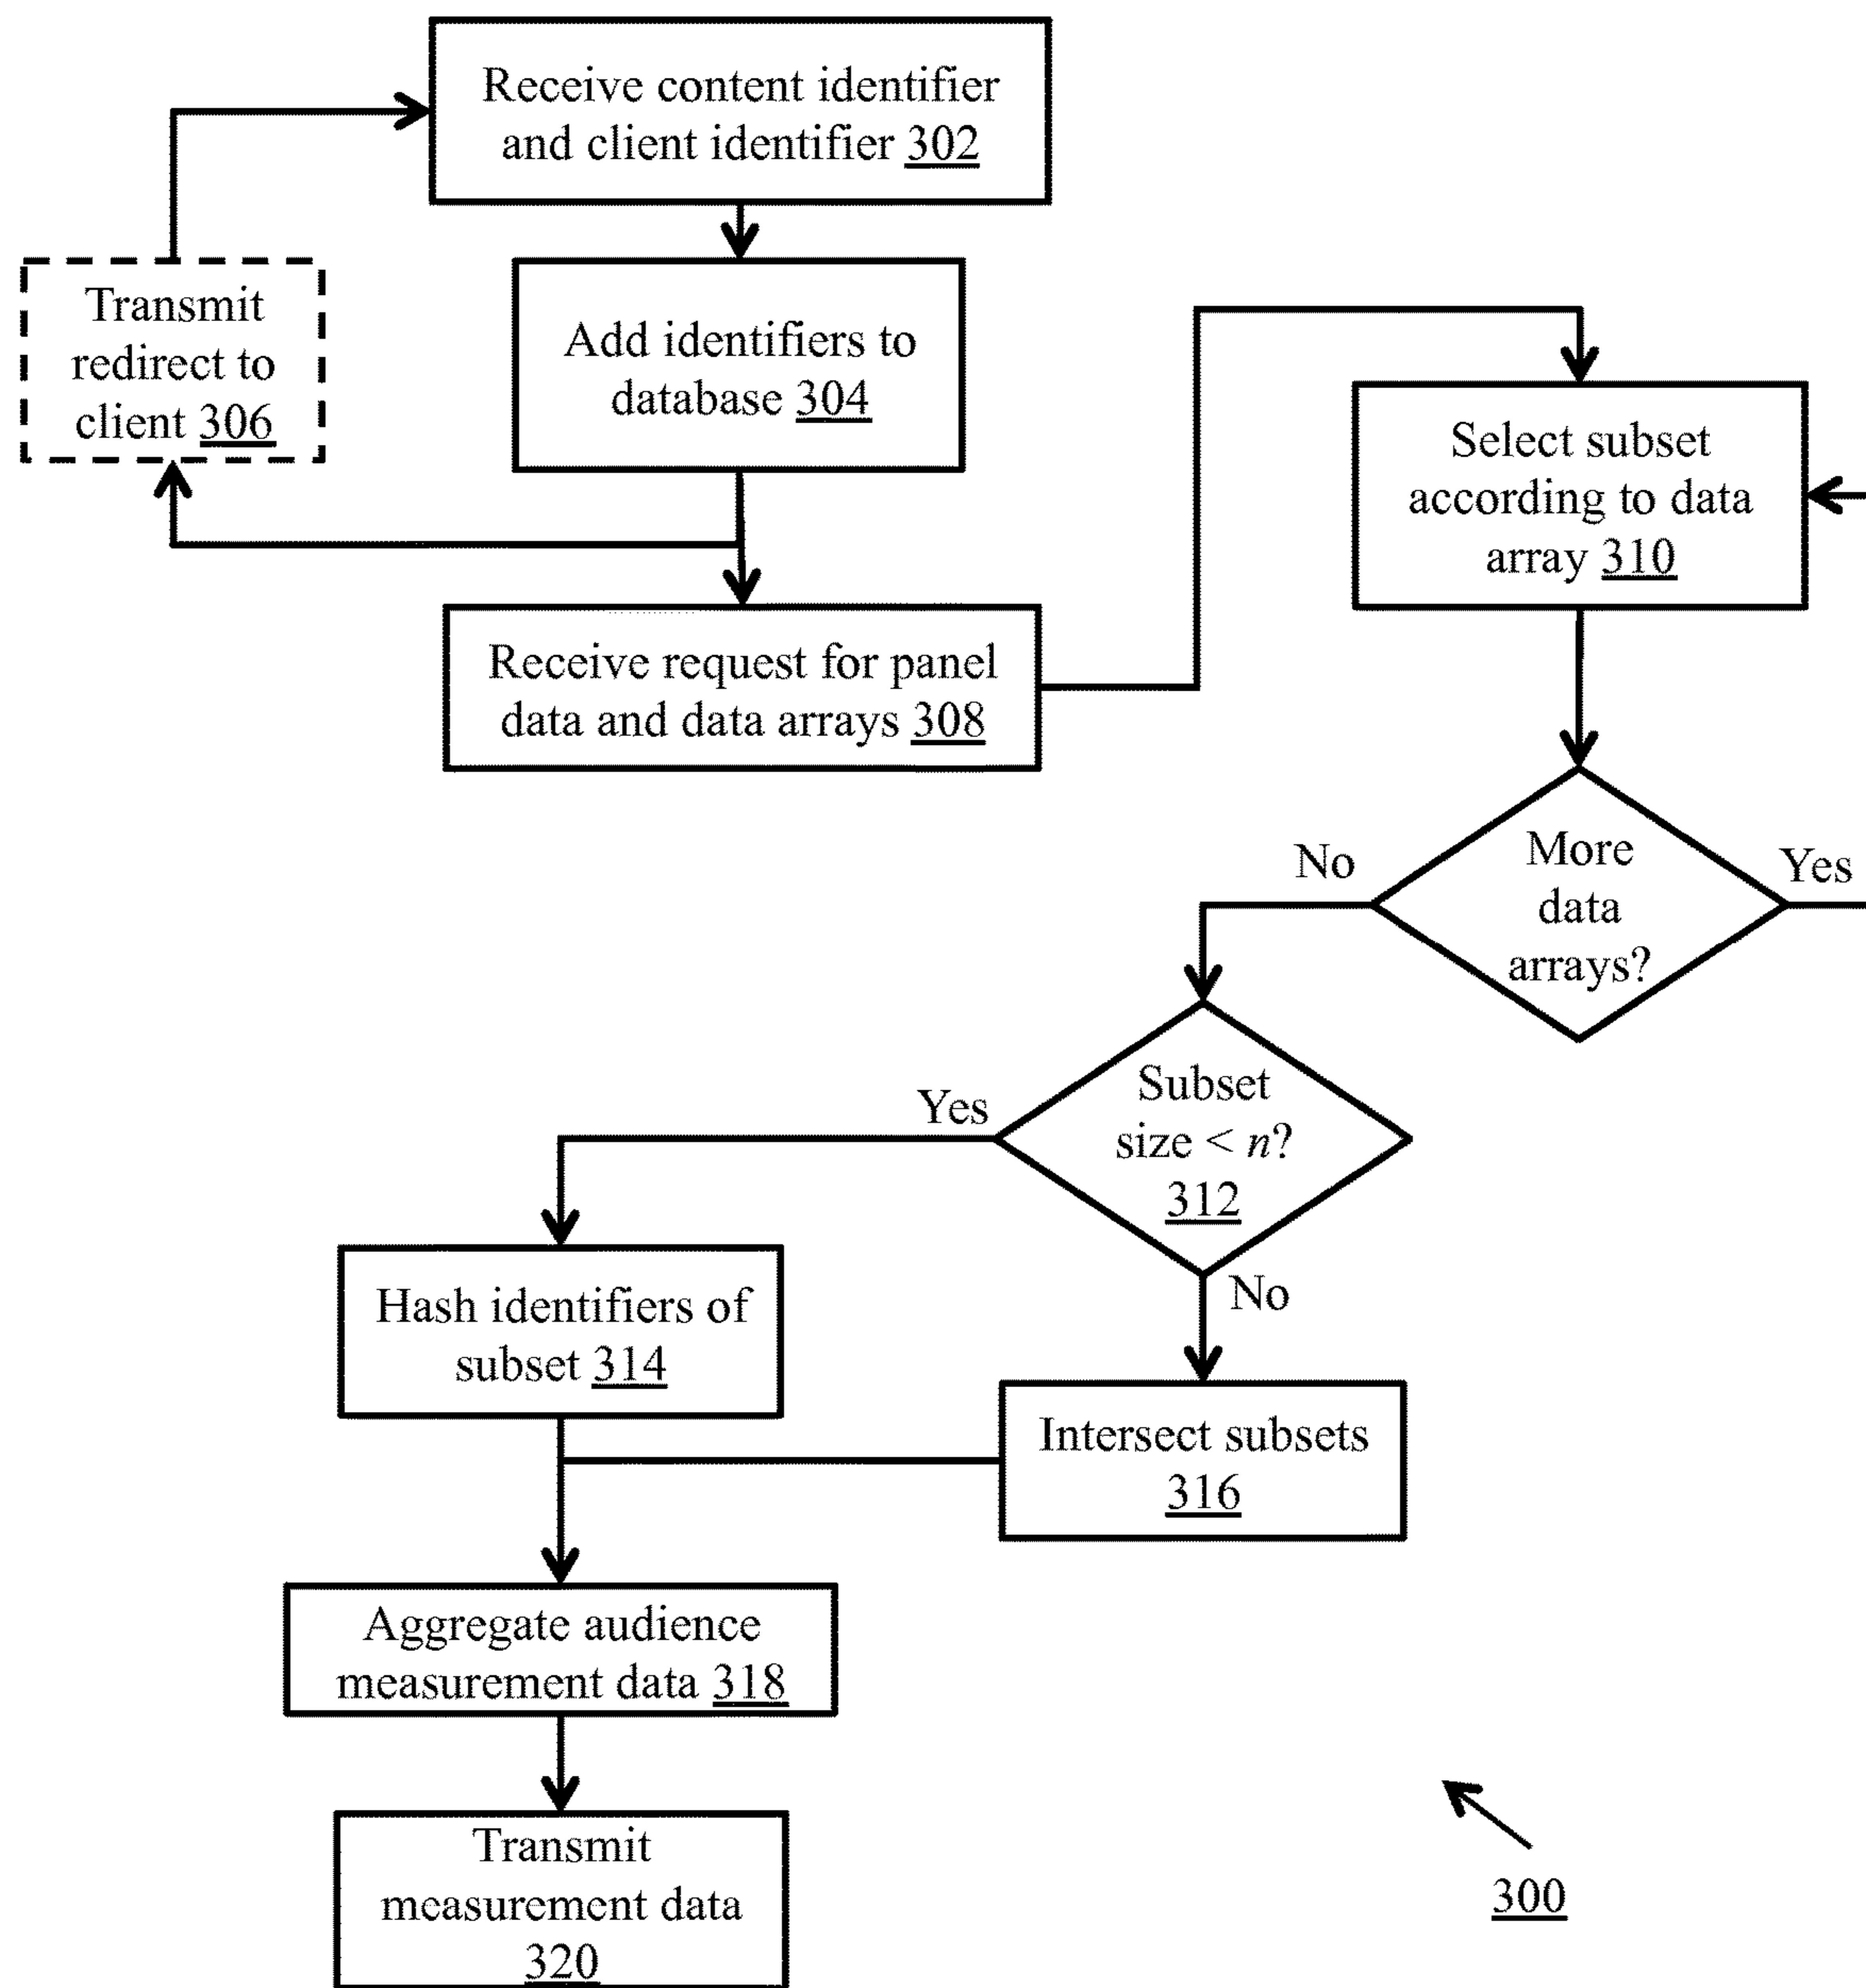 Receive content identifier
and client identifier 302
Transmit
redirect to
client 306
Add identifiers to
database 304
Receive request for panel
data and data arrays 308
Select subset
according to data
array 310
More
data
arrays?
No
Yes
Subset
size < n?
312
Yes
No
Hash identifiers of
subset 314
Intersect subsets
316
Aggregate audience
measurement data 318
Transmit
measurement data
320
300